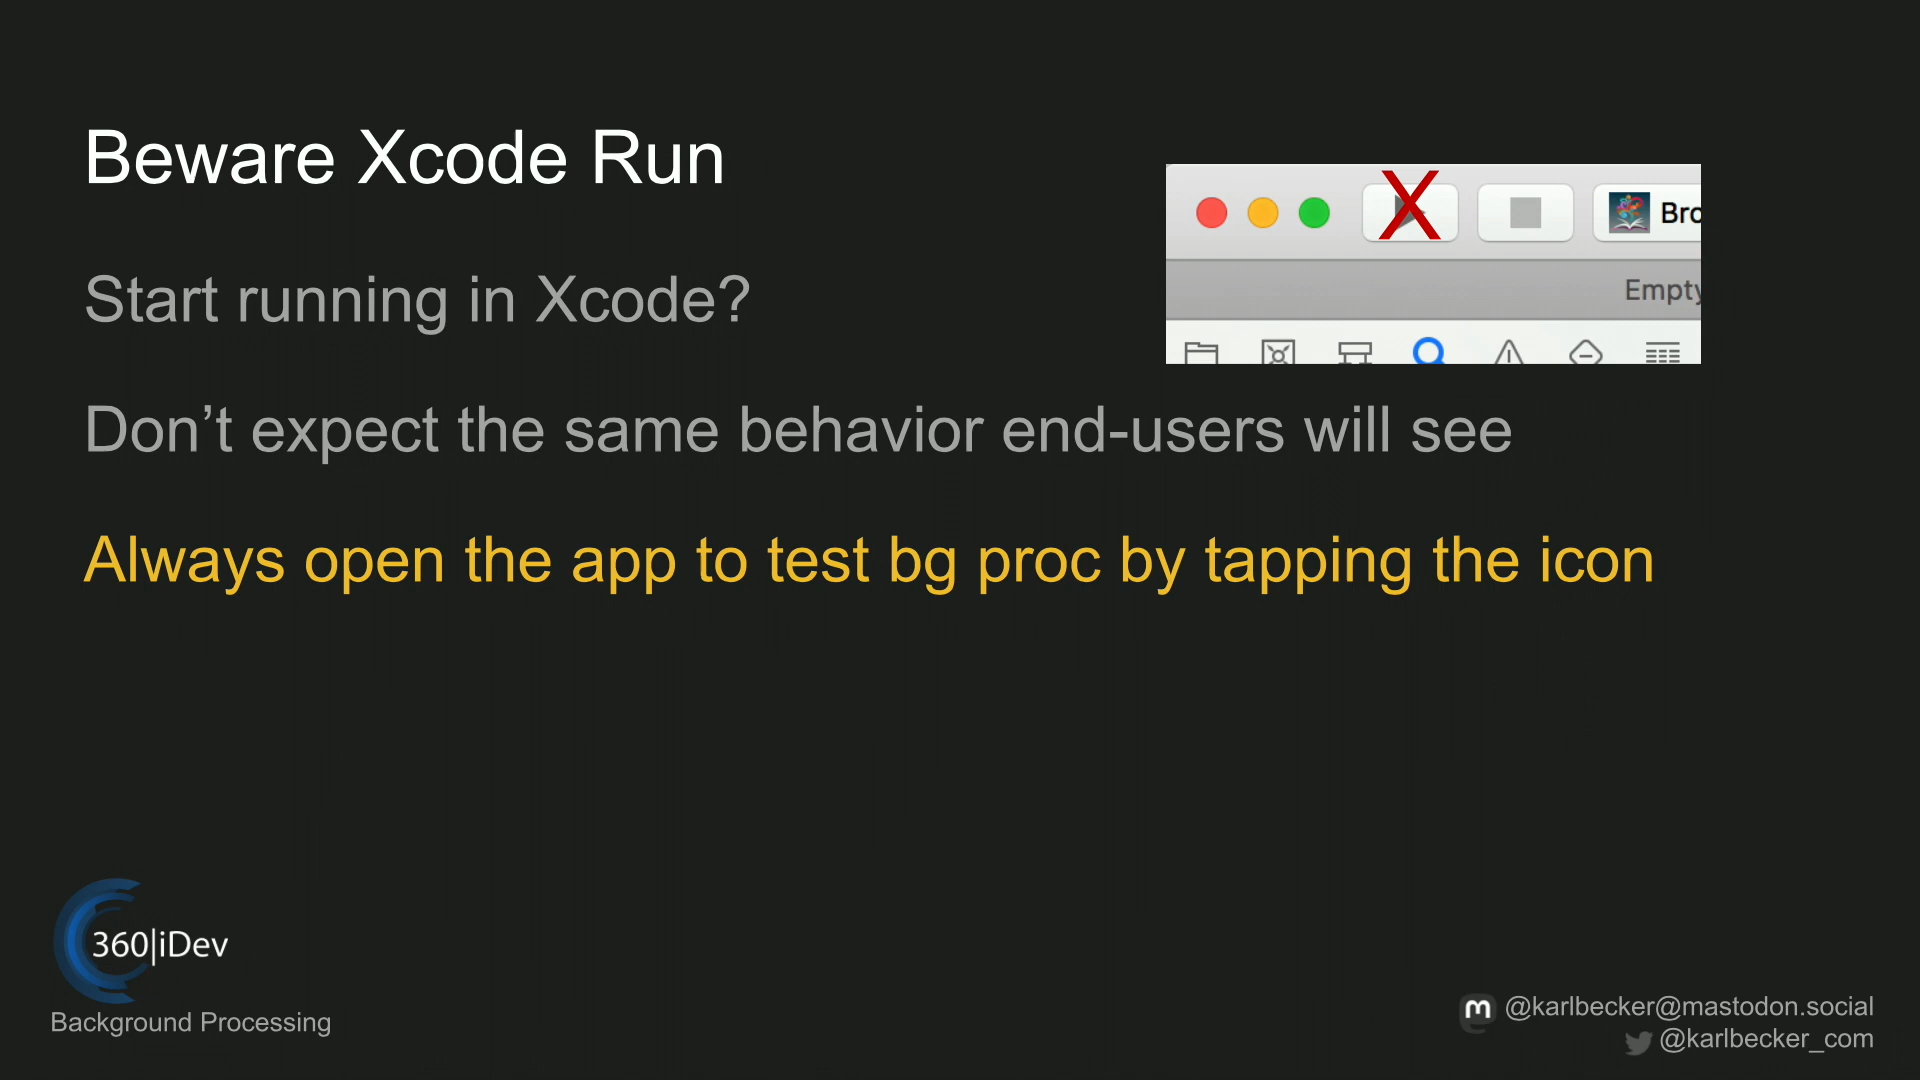 Beware Xcode Run
X
Bro
Empty
Start running in Xcode?
Don’t expect the same behavior end-users will see
Always open the app to test bg proc by tapping the icon
360|iDev
Background Processing
m @karlbecker@mastodon.social
@karlbecker_com